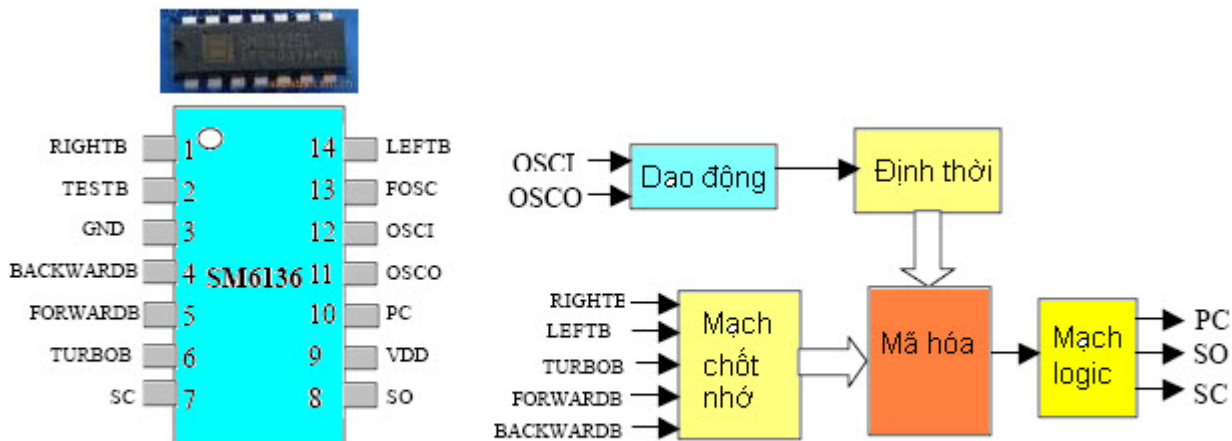 RIGHTB 1 14 LEFTB
TESTB 2 13 FOSC
GND 3 12 OSCI
BACKWARDB 4 SM6136 11 OSCO
FORWARDB 5 10 PC
TURBOB 6 9 VDD
SC 7 8 SO
OSCI
OSCO
Dao động
Định thời
RIGHTE
LEFTB
TURBOB
FORWARDB
BACKWARDB
Mạch
chốt
nhớ
Mã hóa
Mạch
logic
PC
SO
SC